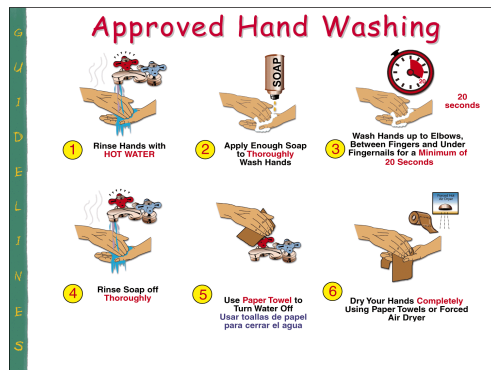 Approved Hand Washing
GUIDELINES
SOAP
20
20
seconds
1
Rinse Hands with
HOT WATER
2
Apply Enough Soap
to Thoroughly
Wash Hands
3
Wash Hands up to Elbows,
Between Fingers and Under
Fingernails for a Minimum of
20 Seconds
4
Rinse Soap off
Thoroughly
5
Use Paper Towel to
Turn Water Off
Usar toallas de papel
para cerrar el agua
6
Dry Your Hands Completely
Using Paper Towels or Forced
Air Dryer